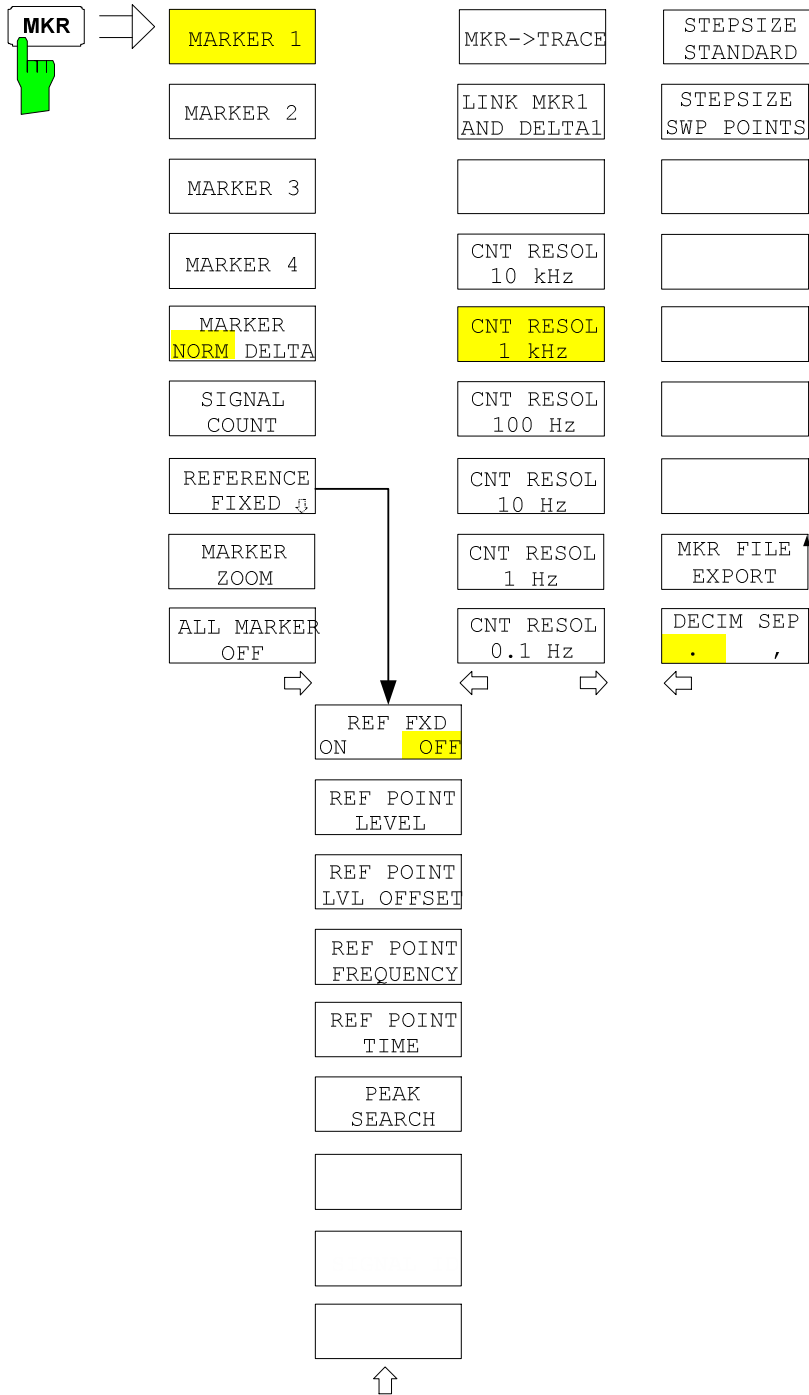 MKR
MARKER 1
MARKER 2
MARKER 3
MARKER 4
MARKER
NORM DELTA
SIGNAL
COUNT
REFERENCE
FIXED
MARKER
ZOOM
ALL MARKER
OFF
MKR->TRACE
LINK MKR1
AND DELTA1
CNT RESOL
10 kHz
CNT RESOL
1 kHz
CNT RESOL
100 Hz
CNT RESOL
10 Hz
CNT RESOL
1 Hz
CNT RESOL
0.1 Hz
STEPSIZE
STANDARD
STEPSIZE
SWP POINTS
MKR FILE
EXPORT
DECIM SEP
. ,
REF FXD
ON OFF
REF POINT
LEVEL
REF POINT
LVL OFFSET
REF POINT
FREQUENCY
REF POINT
TIME
PEAK
SEARCH